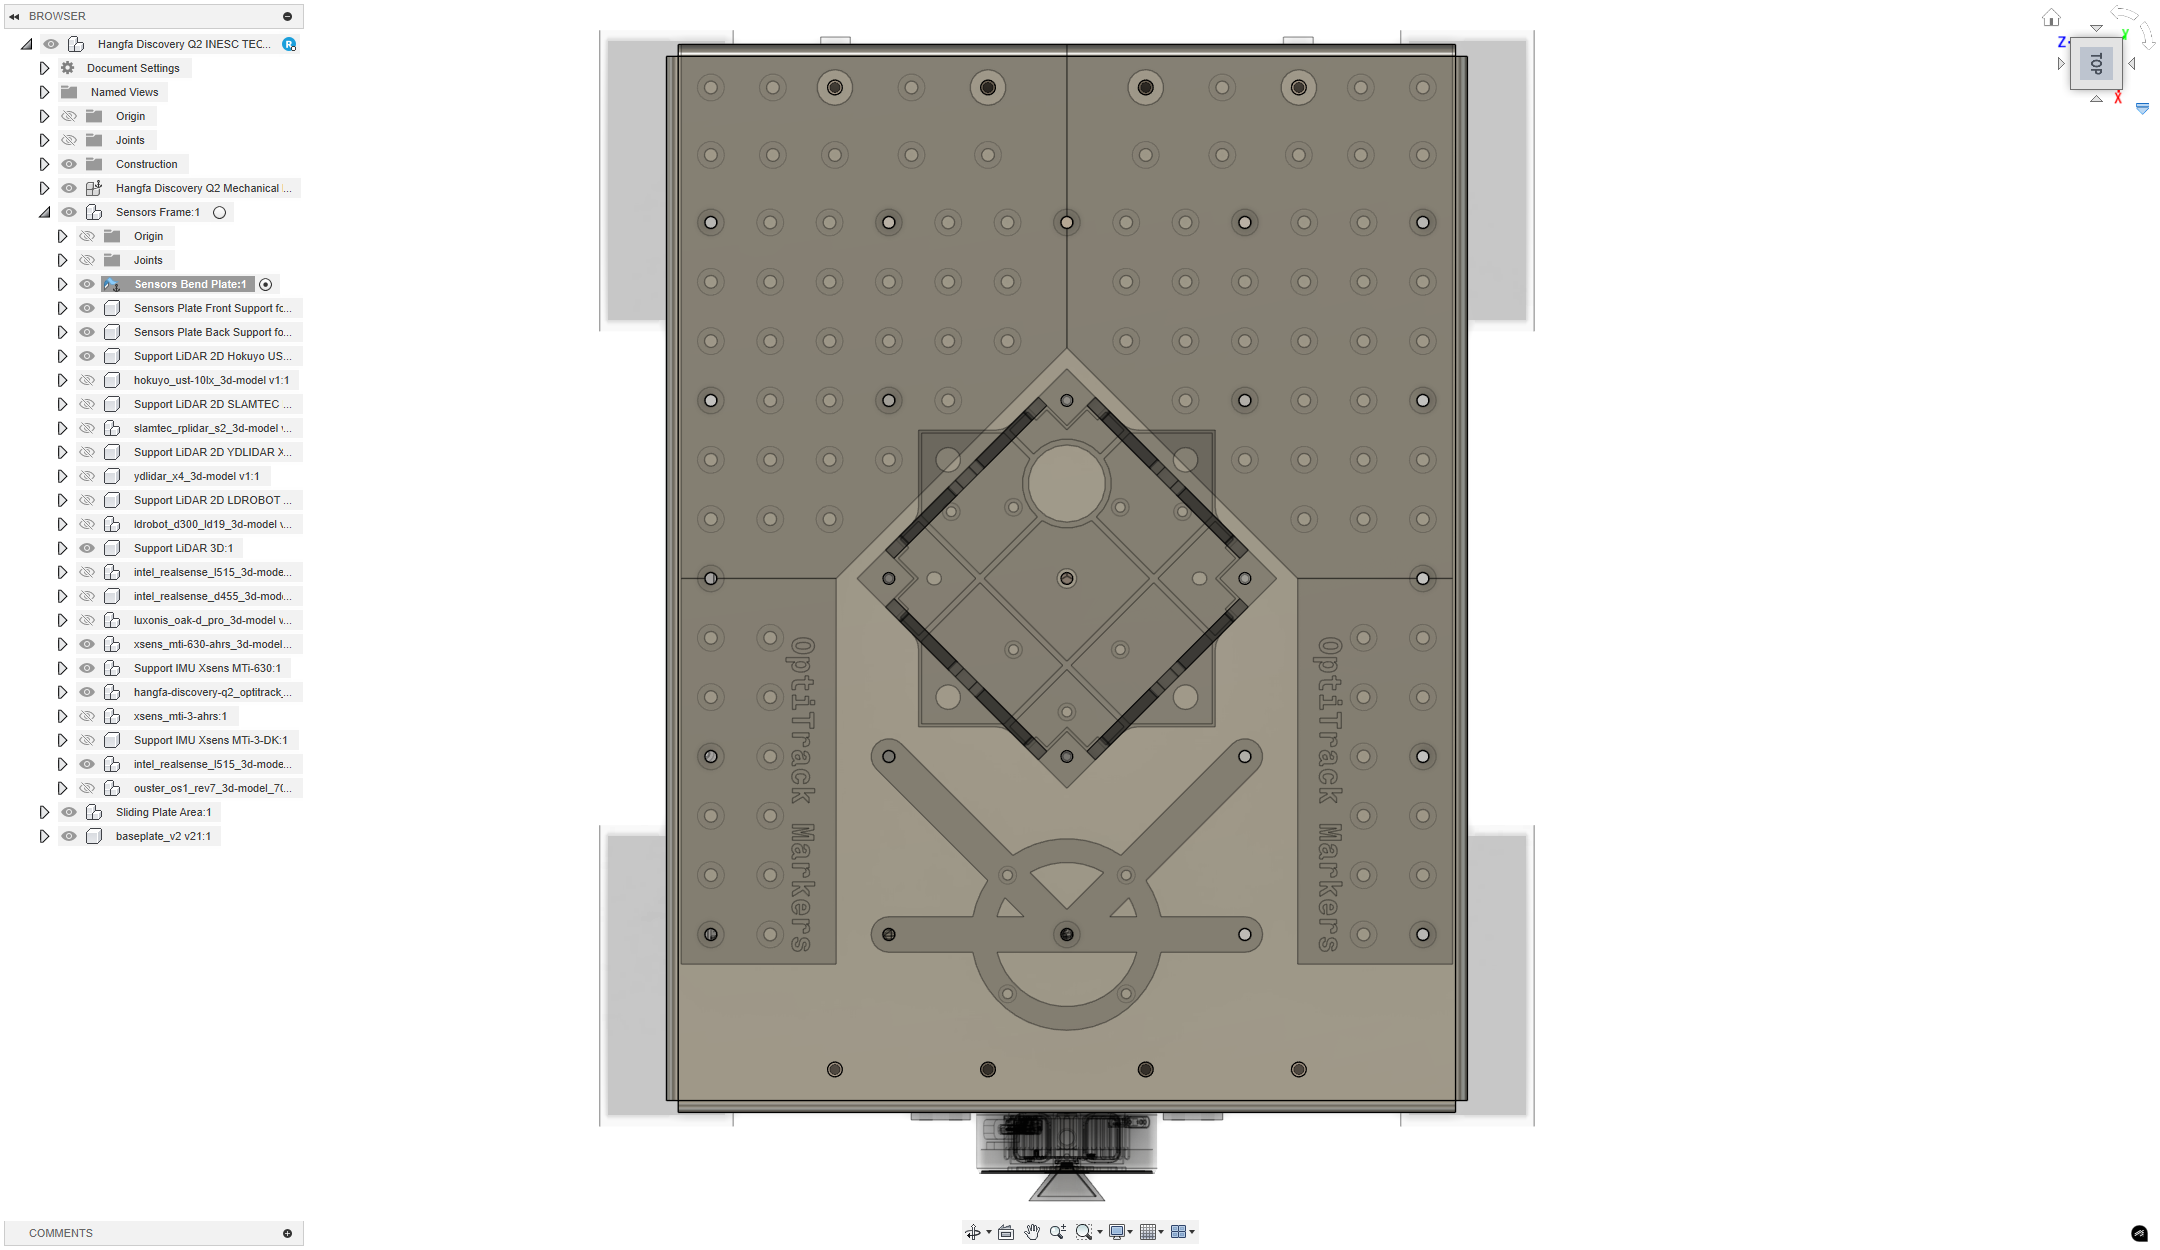 BROWSER
Hangfa Discovery Q2 INESC TEC...
Document Settings
Named Views
Origin
Joints
Construction
Hangfa Discovery Q2 Mechanical ...
Sensors Frame:1
Origin
Joints
Sensors Bend Plate:1
Sensors Plate Front Support fc...
Sensors Plate Back Support fo...
Support LiDAR 2D Hokuyo US...
hokuyo_ust-10lx_3d-model v1:1
Support LiDAR 2D SLAMTEC ...
slamtec_rplidar_s2_3d-model ...
Support LiDAR 2D YDLIDAR X...
ydlidar_x4_3d-model v1:1
Support LiDAR 2D LDROBOT ...
ldrobot_d300_ld19_3d-model v...
Support LiDAR 3D:1
intel_realsense_l515_3d-mode...
intel_realsense_d455_3d-mod...
luxonis_oak-d_pro_3d-model v...
xsens_mti-630-ahrs_3d-model...
Support IMU Xsens MTi-630:1
hangfa-discovery-q2_optitrack_...
xsens_mti-3-ahrs:1
Support IMU Xsens MTi-3-DK:1
intel_realsense_l515_3d-mode...
ouster_os1_rev7_3d-model_70...
Sliding Plate Area:1
baseplate_v2 v21:1
COMMENTS
OptiTrack Markers
OptiTrack Markers
Z
Y
TOP
X